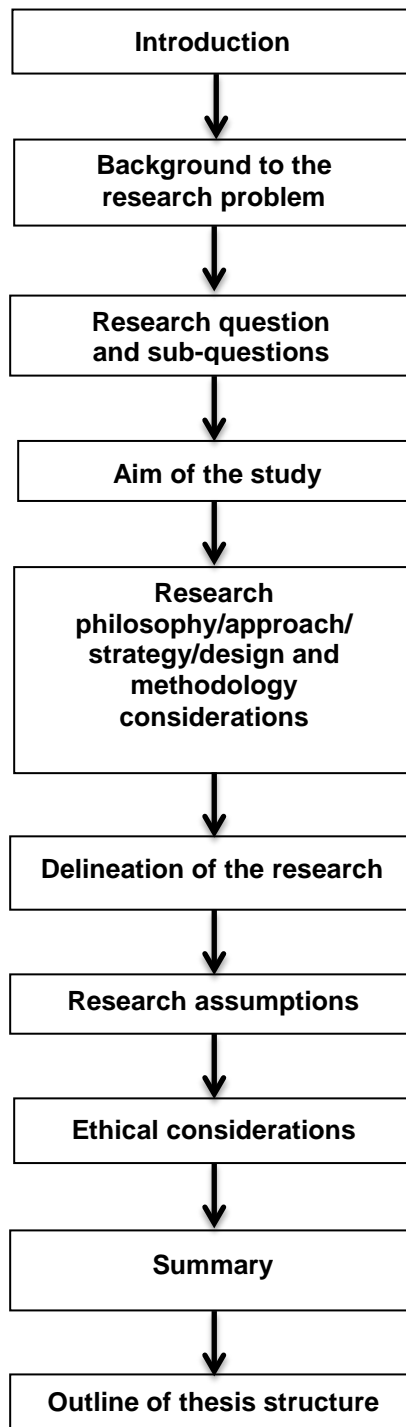 Introduction
Background to the
research problem
Research question
and sub-questions
Aim of the study
Research
philosophy/approach/
strategy/design and
methodology
considerations
Delineation of the research
Research assumptions
Ethical considerations
Summary
Outline of thesis structure